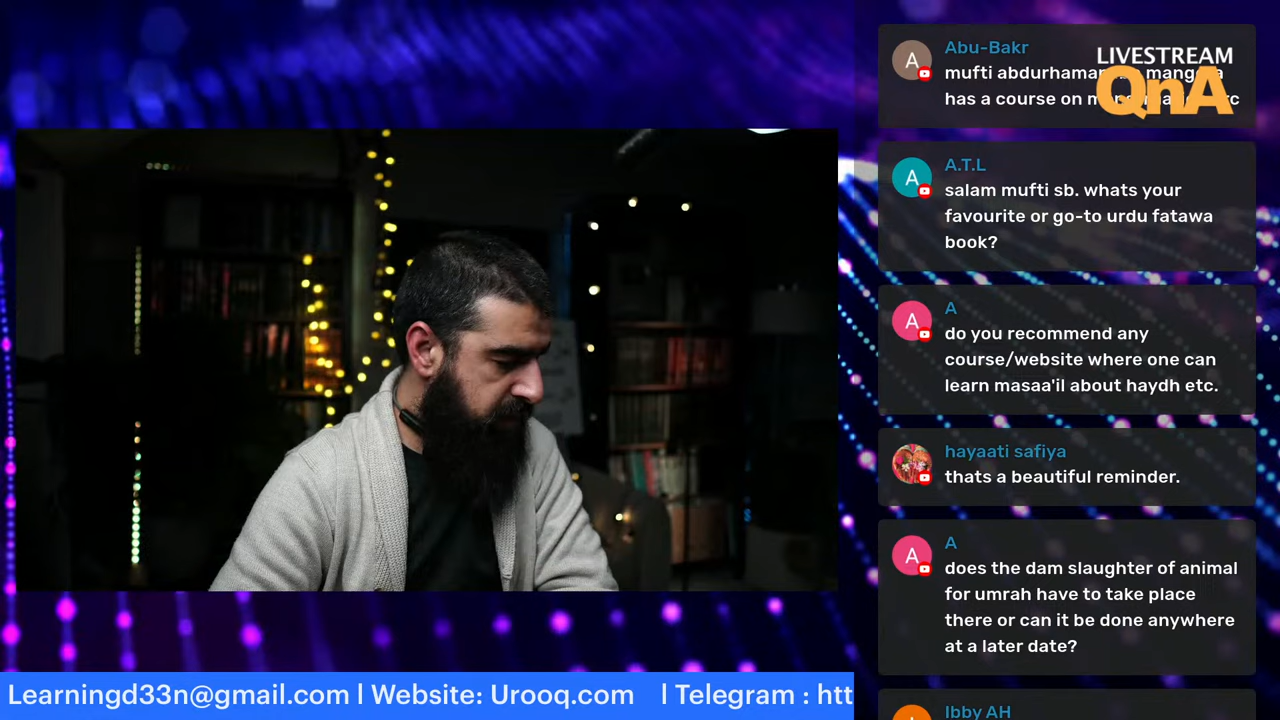 Abu-Bakr
mufti abdurhaman
has a course on
LIVESTREAM
QnA
A
A.T.L
salam mufti sb. whats your
favourite or go-to urdu fatawa
book?
A
A
do you recommend any
course/website where one can
learn masaa'il about haydh etc.
A
hayaati safiya
thats a beautiful reminder.
A
does the dam slaughter of animal
for umrah have to take place
there or can it be done anywhere
at a later date?
A
Ibby AH
Learningd33n@gmail.com l Website: Urooq.com l Telegram : htt